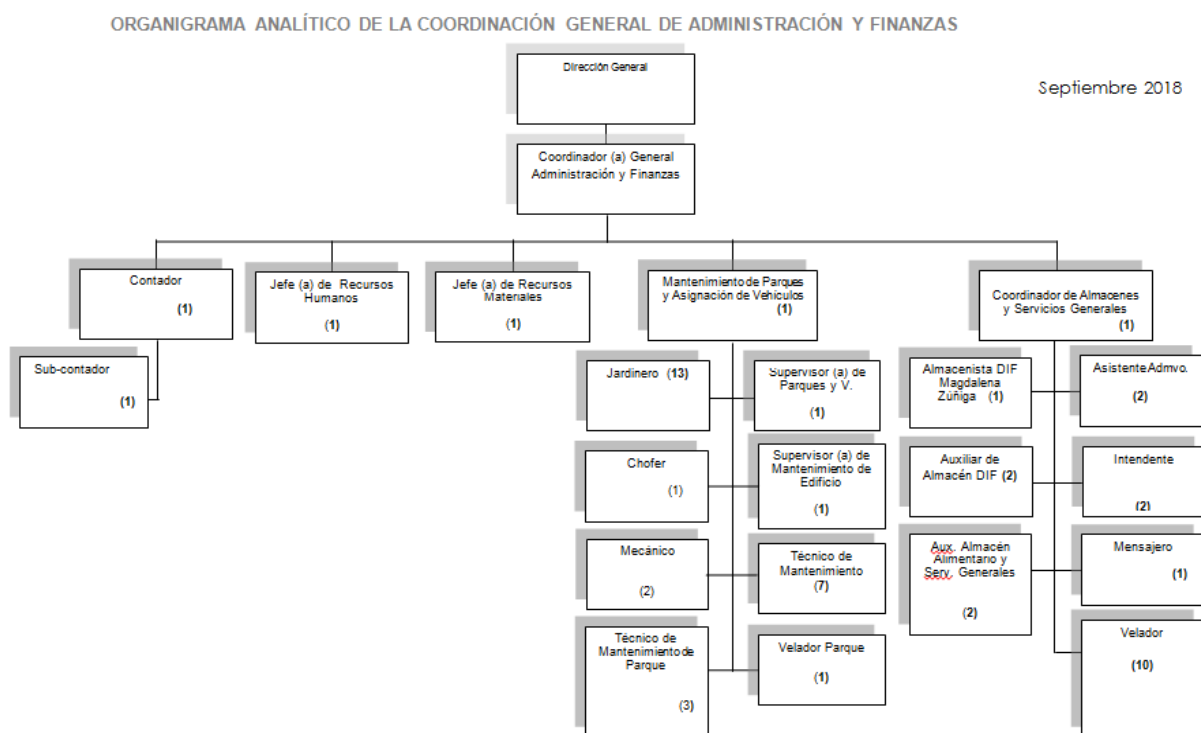 ORGANIGRAMA ANALÍTICO DE LA COORDINACIÓN GENERAL DE ADMINISTRACIÓN Y FINANZAS
Septiembre 2018
Dirección General
Coordinador (a) General
Administración y Finanzas
Contador
(1)
Jefe (a) de Recursos
Humanos
(1)
Jefe (a) de Recursos
Materiales
(1)
Mantenimiento de Parques
y Asignación de Vehículos
(1)
Coordinador de Almacenes
y Servicios Generales
(1)
Sub-contador
(1)
Jardinero (13)
Supervisor (a) de
Parques y V.
(1)
Almacenista DIF
Magdalena
Zúñiga (1)
Asistente Admvo.
(2)
Chofer
(1)
Supervisor (a) de
Mantenimiento de
Edificio
(1)
Auxiliar de
Almacén DIF (2)
Intendente
(2)
Mecánico
(2)
Técnico de
Mantenimiento
(7)
Aux. Almacén
Alimentario y
Serv. Generales
(2)
Mensajero
(1)
Técnico de
Mantenimiento de
Parque
(3)
Velador Parque
(1)
Velador
(10)